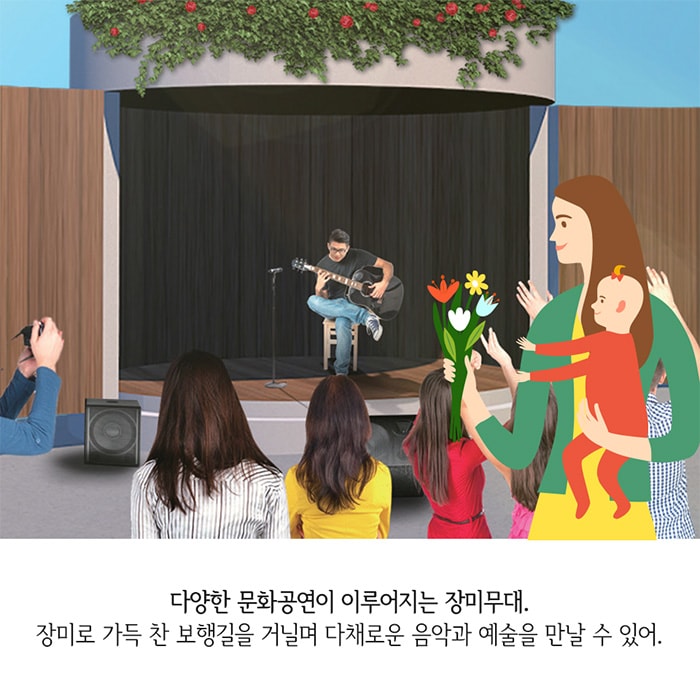 다양한 문화공연이 이루어지는 장미무대.
장미로 가득 찬 보행길을 거닐며 다채로운 음악과 예술을 만날 수 있어.